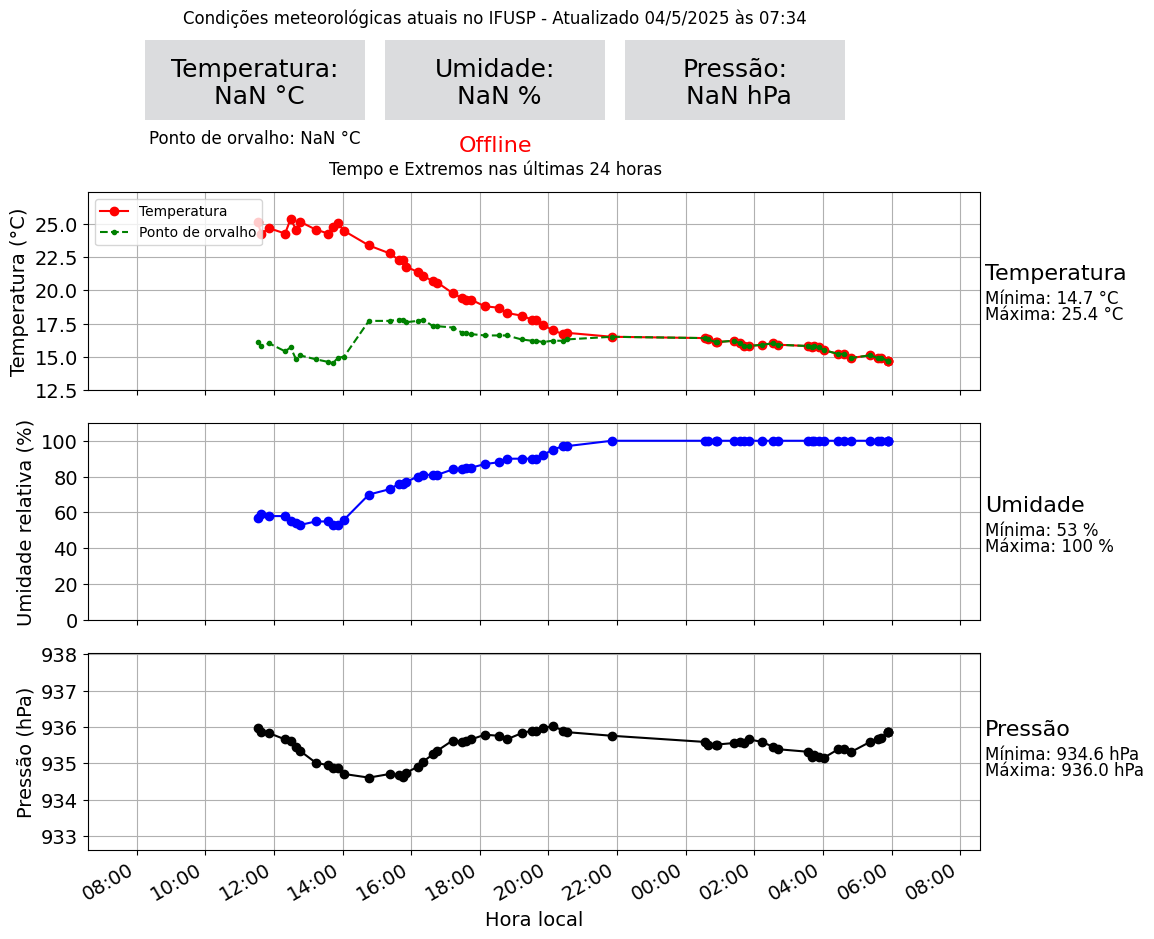 Condições meteorológicas atuais no IFUSP - Atualizado 04/5/2025 às 07:34
Temperatura:
NaN °C
Umidade:
NaN %
Pressão:
NaN hPa
Ponto de orvalho: NaN °C
Offline
Tempo e Extremos nas últimas 24 horas
Temperatura (°C)
25.0
22.5
20.0
17.5
15.0
12.5
Temperatura
Ponto de orvalho
Temperatura
Mínima: 14.7 °C
Máxima: 25.4 °C
Umidade relativa (%)
100
80
60
40
20
0
Umidade
Mínima: 53 %
Máxima: 100 %
Pressão (hPa)
938
937
936
935
934
933
Pressão
Mínima: 934.6 hPa
Máxima: 936.0 hPa
08:00 10:00 12:00 14:00 16:00 18:00 20:00 22:00 00:00 02:00 04:00 06:00 08:00
Hora local